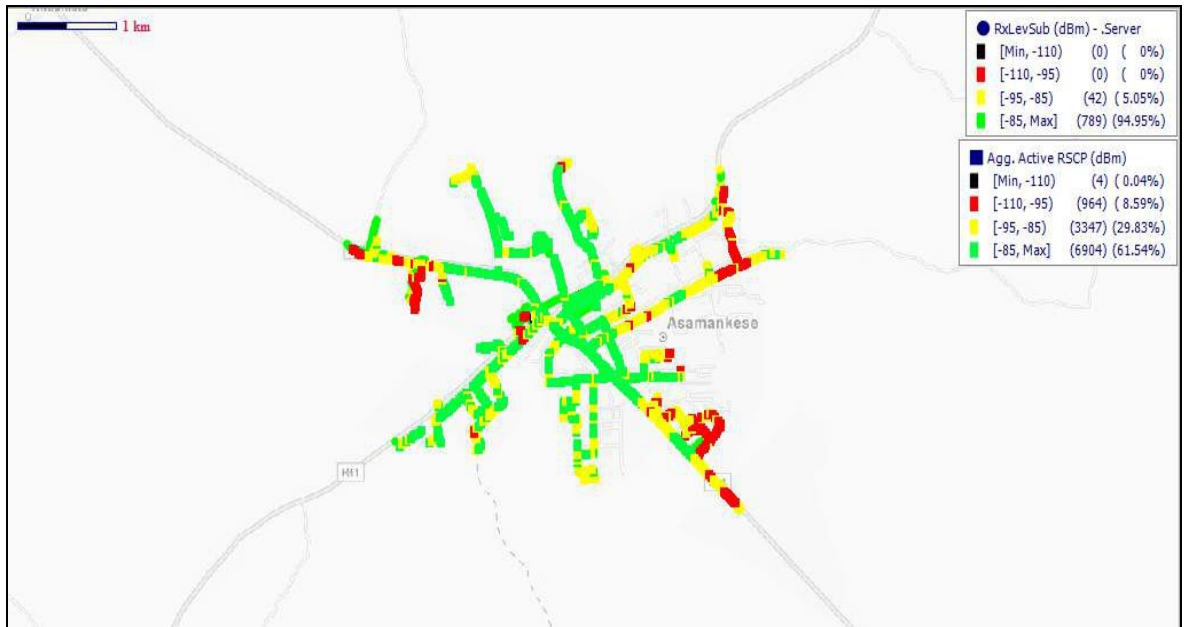 1 km
RxLevSub (dBm) - .Server
[Min, -110) (0) ( 0%)
[-110, -95) (0) ( 0%)
[-95, -85) (42) ( 5.05%)
[-85, Max] (789) (94.95%)
Agg. Active RSCP (dBm)
[Min, -110) (4) ( 0.04%)
[-110, -95) (964) ( 8.59%)
[-95, -85) (3347) (29.83%)
[-85, Max] (6904) (61.54%)
Asamankese